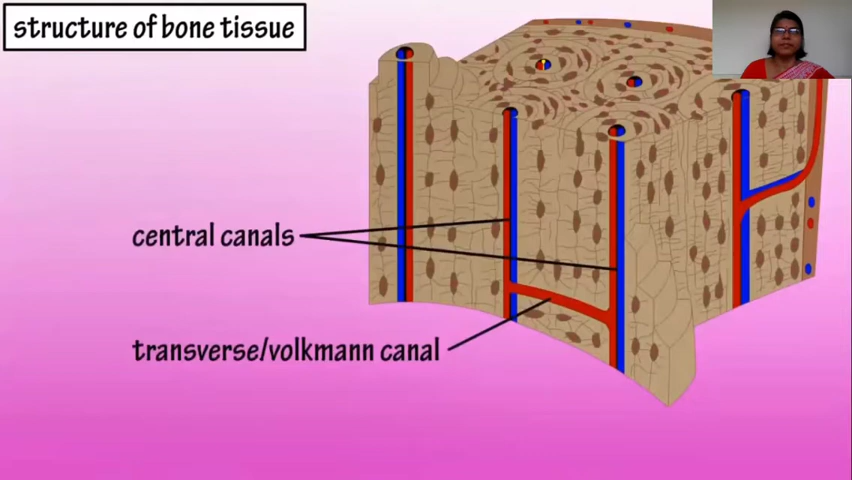 structure of bone tissue
central canals
transverse/volkmann canal